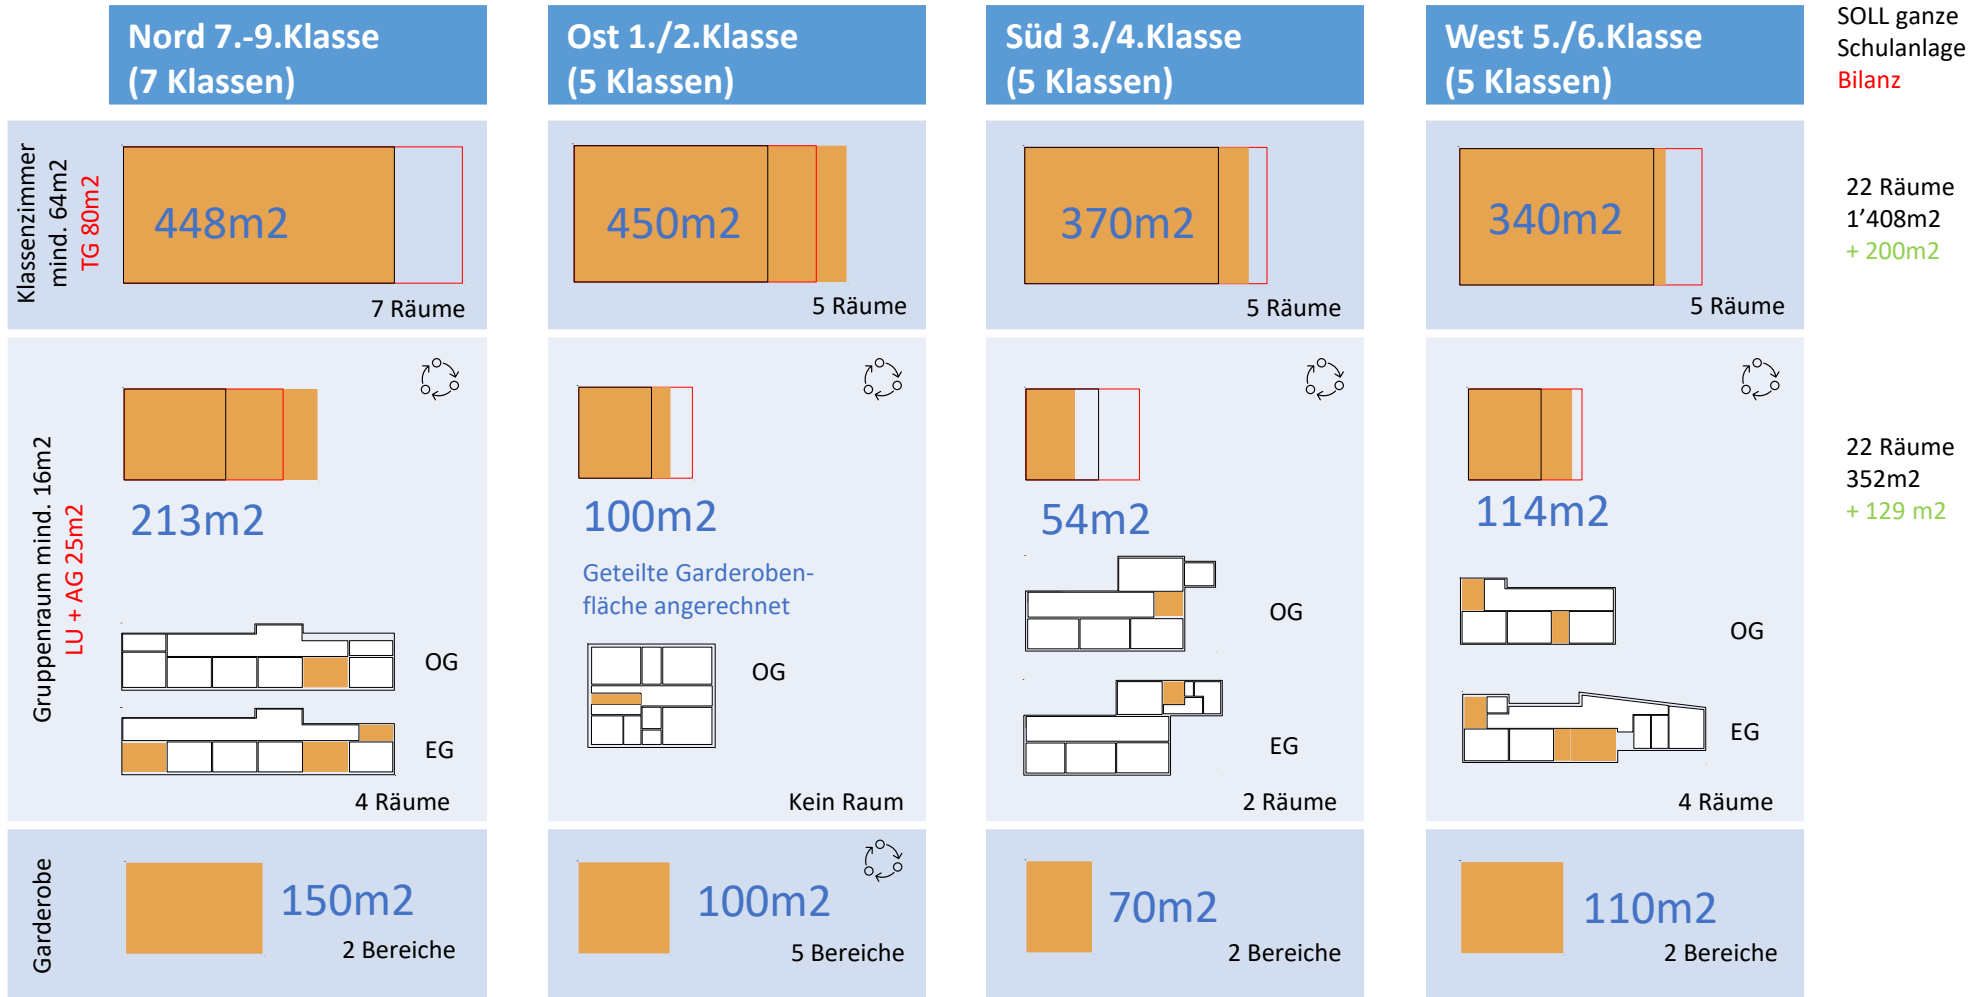 Nord 7.-9.Klasse
(7 Klassen)
Ost 1./2.Klasse
(5 Klassen)
Süd 3./4.Klasse
(5 Klassen)
West 5./6.Klasse
(5 Klassen)
SOLL ganze
Schulanlage
Bilanz
Klassenzimmer
mind. 64m2
TG 80m2
448m2
7 Räume
450m2
5 Räume
370m2
5 Räume
340m2
5 Räume
22 Räume
1’408m2
+ 200m2
Gruppenraum mind. 16m2
LU + AG 25m2
213m2
OG
EG
4 Räume
100m2
Geteilte Garderoben-
fläche angerechnet
OG
Kein Raum
54m2
OG
EG
2 Räume
114m2
OG
EG
4 Räume
22 Räume
352m2
+ 129 m2
Garderobe
150m2
2 Bereiche
100m2
5 Bereiche
70m2
2 Bereiche
110m2
2 Bereiche